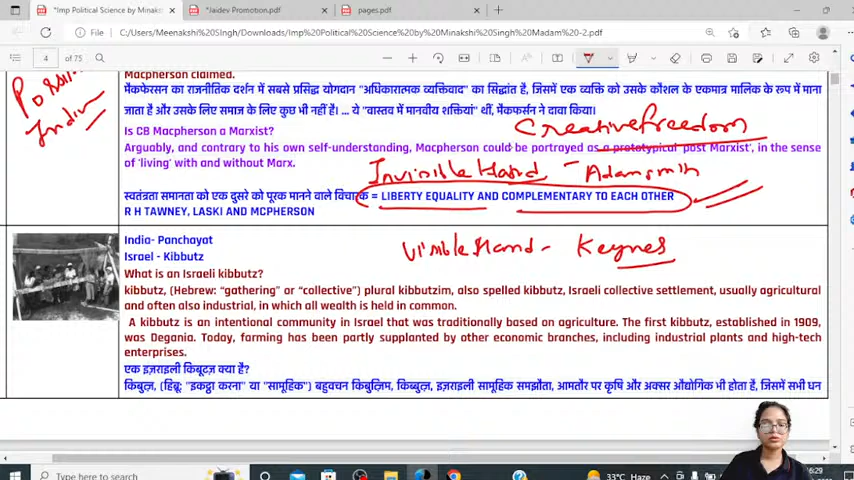 *Imp Political Science by Minaksh
*Jaidev Promotion.pdf
pages.pdf
File
C:/Users/Meenakshi SIngh/Downloads/Imp%20Political%20Science%20by%20Minakshi%20Singh%20Madam%20-2.pdf
4 of 75
Macpherson claimed.
मैकफर्सन का राजनीतिक दर्शन में सबसे प्रसिद्ध योगदान "अधिकारात्मक व्यक्तिवाद" का सिद्धांत है, जिसमें एक व्यक्ति को उसके कौशल के एकमात्र मालिक के रूप में माना
जाता है और उसके लिए समाज के लिए कुछ भी नहीं है। ... ये "वास्तव में मानवीय शक्तियां" थीं, मैकफर्सन ने दावा किया।
Indiv
Creative freedom
Is CB Macpherson a Marxist?
Arguably, and contrary to his own self-understanding, Macpherson could be portrayed as a prototypical 'post Marxist', in the sense
of 'living' with and without Marx.
Invisible Hand - Adam smith
स्वतंत्रता समानता को एक दुसरे को पूरक मानने वाले विचारक = LIBERTY EQUALITY AND COMPLEMENTARY TO EACH OTHER
R H TAWNEY, LASKI AND MCPHERSON
Visible Hand - Keynes
India- Panchayat
Israel - Kibbutz
What is an Israeli kibbutz?
kibbutz, (Hebrew: "gathering" or "collective") plural kibbutzim, also spelled kibbutz, Israeli collective settlement, usually agricultural
and often also industrial, in which all wealth is held in common.
A kibbutz is an intentional community in Israel that was traditionally based on agriculture. The first kibbutz, established in 1909,
was Degania. Today, farming has been partly supplanted by other economic branches, including industrial plants and high-tech
enterprises.
एक इज़राइली किबूटज़ क्या है?
किबुत्ज़, (हिब्रू: "इकट्ठा करना" या "सामूहिक") बहुवचन किबुत्ज़िम, किब्बुत्ज़, इज़राइली सामूहिक समझौता, आमतौर पर कृषि और अक्सर औद्योगिक भी होता है, जिसमें सभी धन
Type here to search
33°C Haze
16:29